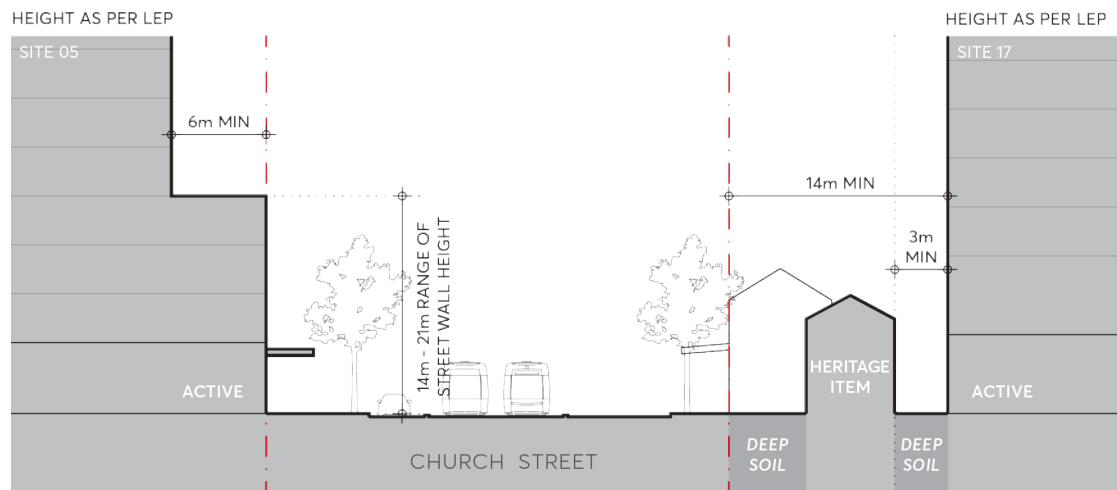 HEIGHT AS PER LEP
HEIGHT AS PER LEP
SITE 05
SITE 17
6m MIN
14m MIN
3m
MIN
14m - 21m RANGE OF
STREET WALL HEIGHT
HERITAGE
ITEM
ACTIVE
ACTIVE
DEEP
SOIL
DEEP
SOIL
CHURCH STREET